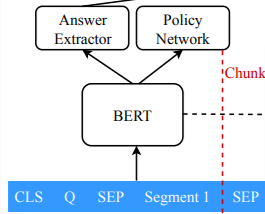 Answer
Extractor
Policy
Network
Chunk
BERT
CLS Q SEP Segment 1 SEP